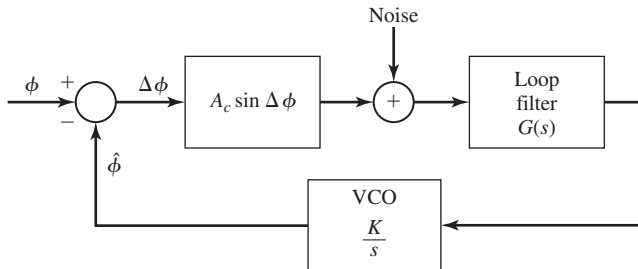 Noise
ϕ
+
−
Δϕ
A_c sin Δϕ
+
Loop
filter
G(s)
ϕ̂
VCO
K
s